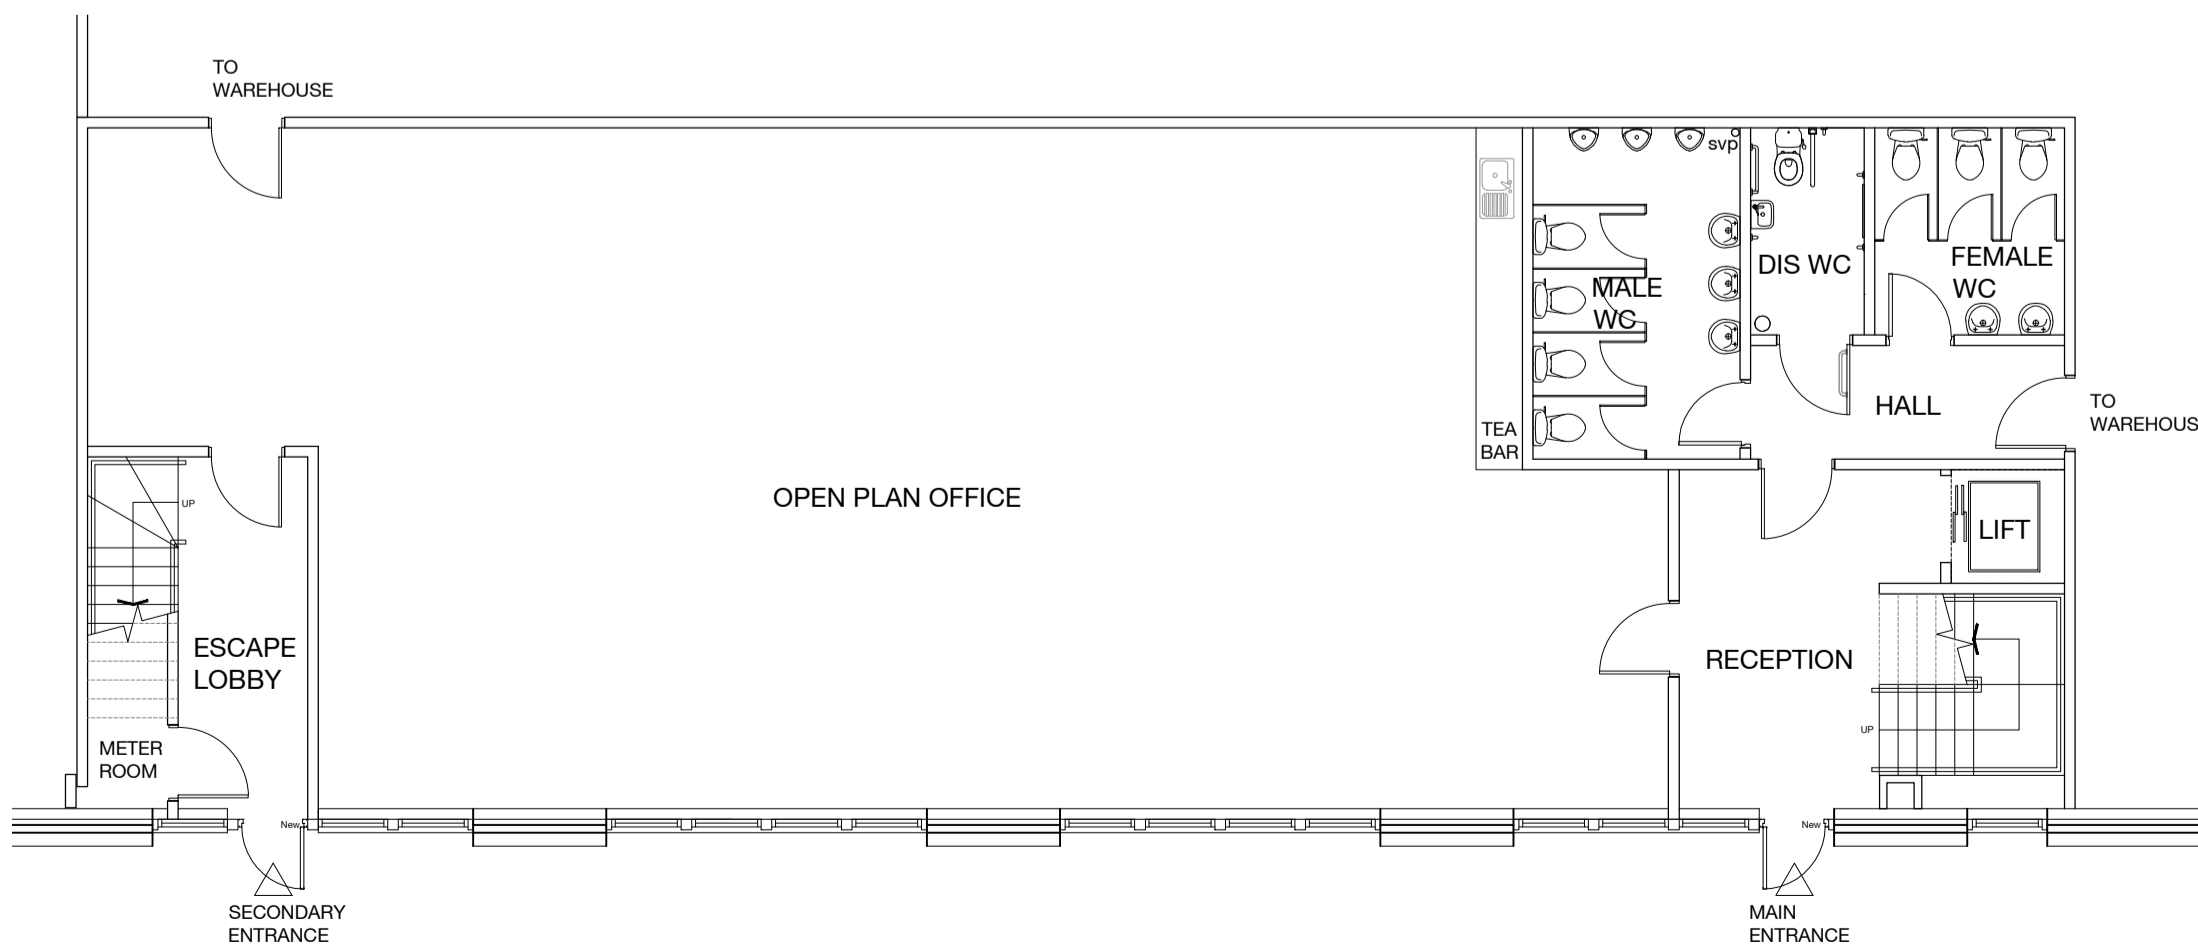 TO
WAREHOUSE
svp
DIS WC
FEMALE
WC
MALE
WC
HALL
TO
WAREHOUS
TEA
BAR
OPEN PLAN OFFICE
UP
LIFT
ESCAPE
LOBBY
RECEPTION
UP
METER
ROOM
New
New
SECONDARY
ENTRANCE
MAIN
ENTRANCE